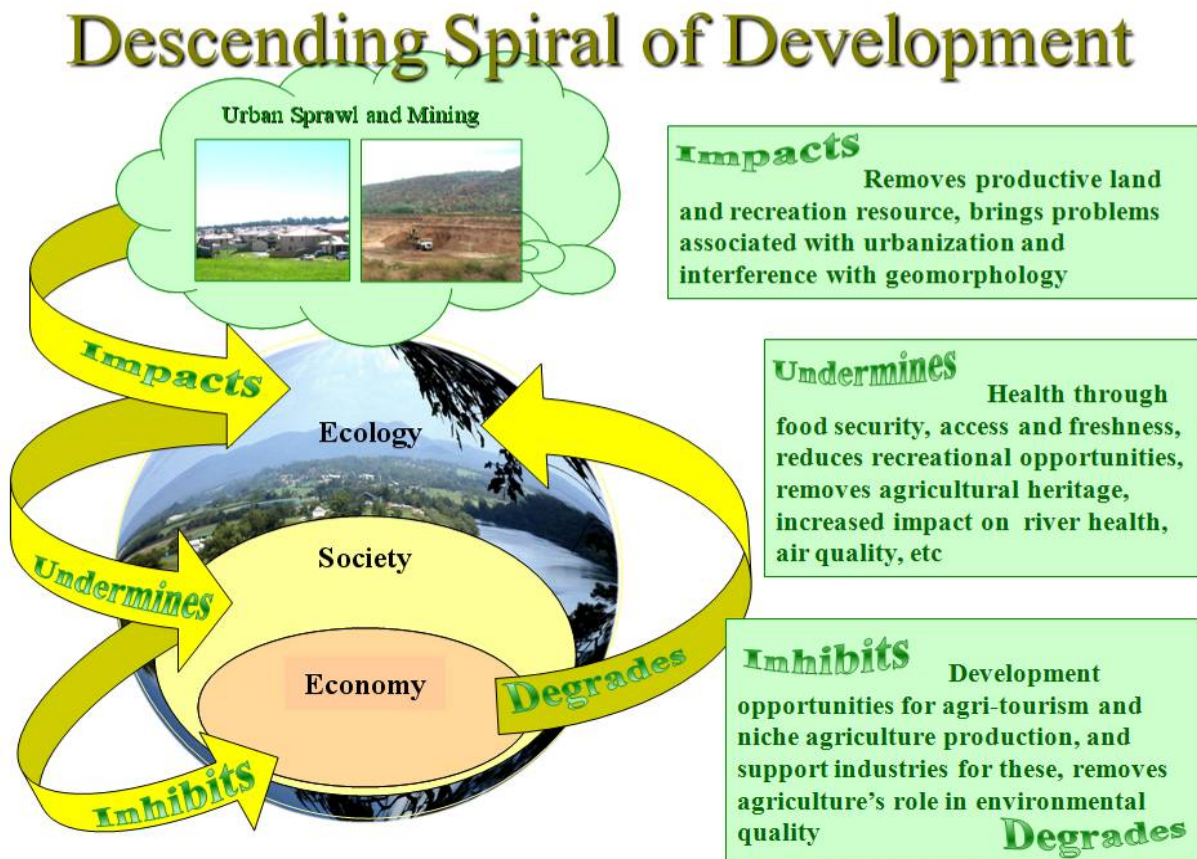 Descending Spiral of Development
Urban Sprawl and Mining
Impacts
Ecology
Undermines
Society
Economy
Degrades
Inhibits
Impacts
Removes productive land
and recreation resource, brings problems
associated with urbanization and
interference with geomorphology
Undermines
Health through
food security, access and freshness,
reduces recreational opportunities,
removes agricultural heritage,
increased impact on river health,
air quality, etc
Inhibits
Development
opportunities for agri-tourism and
niche agriculture production, and
support industries for these, removes
agriculture's role in environmental
quality
Degrades